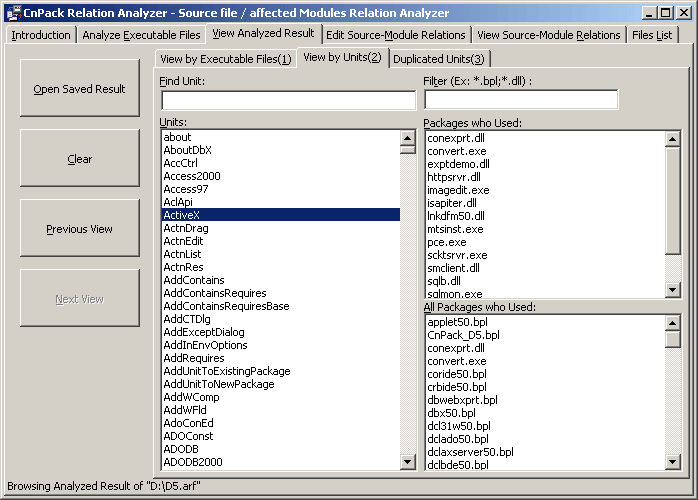 CnPack Relation Analyzer - Source file / affected Modules Relation Analyzer
Introduction
Analyze Executable Files
View Analyzed Result
Edit Source-Module Relations
View Source-Module Relations
Files List
Open Saved Result
Clear
Previous View
Next View
View by Executable Files(1)
View by Units(2)
Duplicated Units(3)
Find Unit:
Units:
about
AboutDbX
AccCtrl
Access2000
Access97
AclApi
ActiveX
ActnDrag
ActnEdit
ActnList
ActnRes
AddContains
AddContainsRequires
AddContainsRequiresBase
AddCTDlg
AddExceptDialog
AddInEnvOptions
AddRequires
AddUnitToExistingPackage
AddUnitToNewPackage
AddWComp
AddWFld
AdoConEd
ADOConst
ADODB
ADODB2000
Filter (Ex: *.bpl;*.dll) :
Packages who Used:
conexprt.dll
convert.exe
exptdemo.dll
httpsrvr.dll
imagedit.exe
isapiter.dll
lnkdfm50.dll
mtsinst.exe
pce.exe
scktsrvr.exe
smclient.dll
sqlb.dll
sqlmon.exe
All Packages who Used:
applet50.bpl
CnPack_D5.bpl
conexprt.dll
convert.exe
coride50.bpl
crbide50.bpl
dbwebxprt.bpl
dbx50.bpl
dcl31w50.bpl
dclado50.bpl
dclaxserver50.bpl
dclbde50.bpl
Browsing Analyzed Result of "D:\D5.arf"